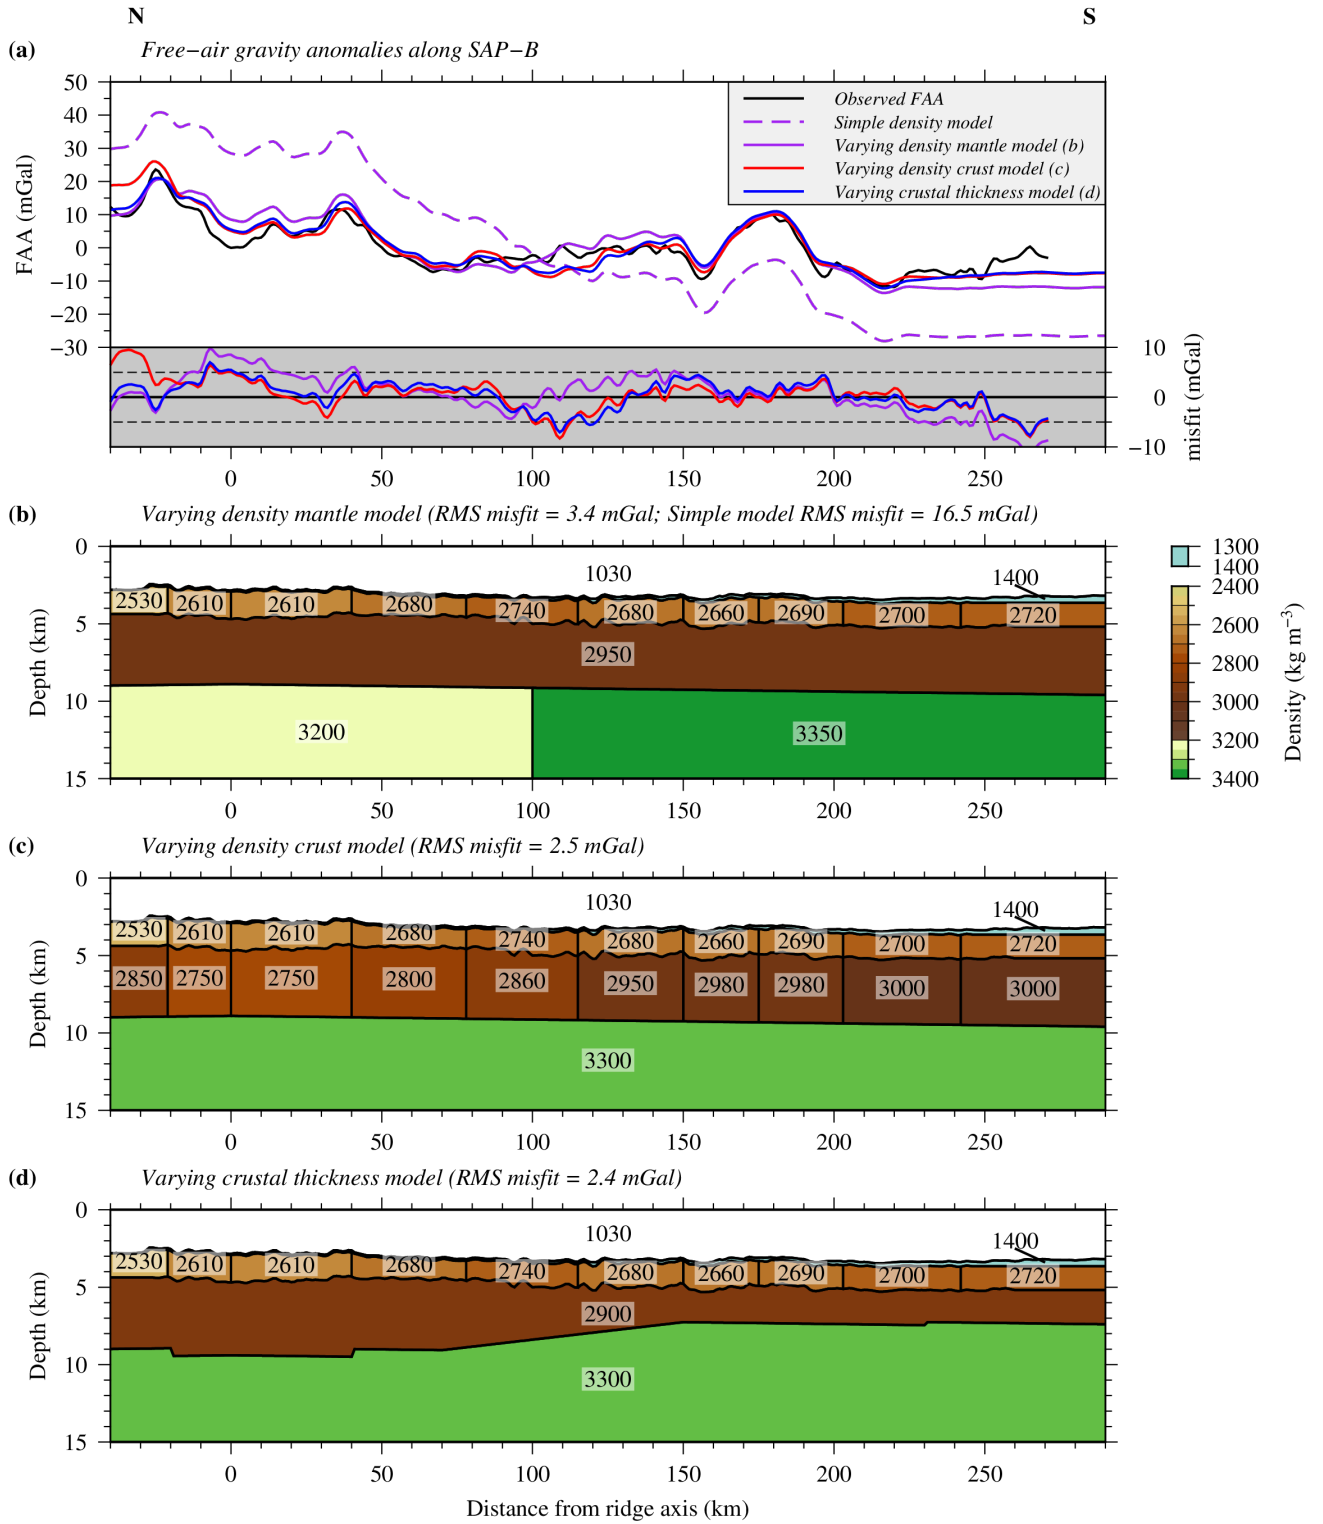 N S
(a) Free−air gravity anomalies along SAP−B
50
40
30
20
10
0
−10
−20
−30
FAA (mGal)
Observed FAA
Simple density model
Varying density mantle model (b)
Varying density crust model (c)
Varying crustal thickness model (d)
10
0
−10
misfit (mGal)
0 50 100 150 200 250
(b) Varying density mantle model (RMS misfit = 3.4 mGal; Simple model RMS misfit = 16.5 mGal)
0
5
10
15
Depth (km)
1030
1400
2530 2610 2610 2680 2740 2680 2660 2690 2700 2720
2950
3200 3350
0 50 100 150 200 250
1300
1400
2400
2600
2800
3000
3200
3400
Density (kg m−3)
(c) Varying density crust model (RMS misfit = 2.5 mGal)
0
5
10
15
Depth (km)
1030
1400
2530 2610 2610 2680 2740 2680 2660 2690 2700 2720
2850 2750 2750 2800 2860 2950 2980 2980 3000 3000
3300
0 50 100 150 200 250
(d) Varying crustal thickness model (RMS misfit = 2.4 mGal)
0
5
10
15
Depth (km)
1030
1400
2530 2610 2610 2680 2740 2680 2660 2690 2700 2720
2900
3300
0 50 100 150 200 250
Distance from ridge axis (km)